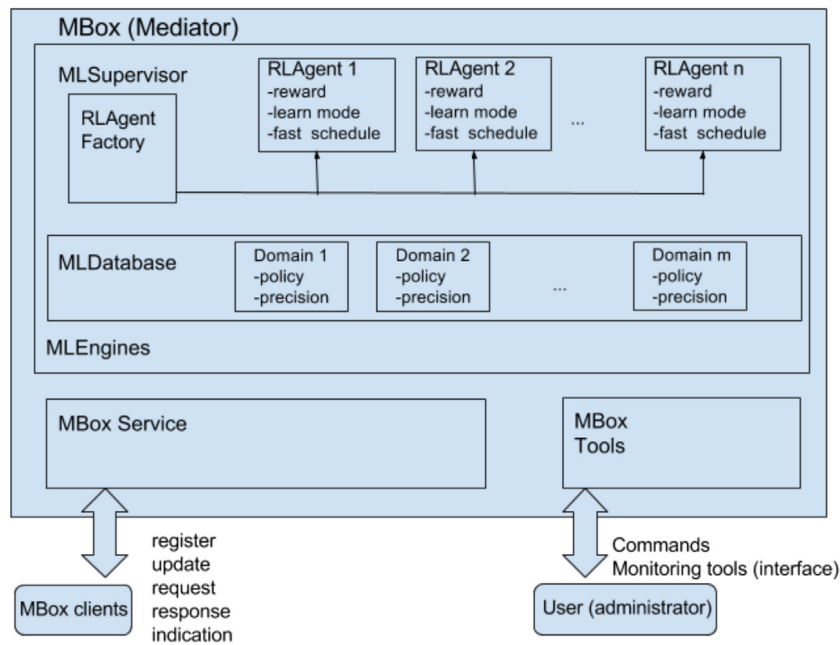 MBox (Mediator)
MLSupervisor
RLAgent
Factory
RLAgent 1
-reward
-learn mode
-fast schedule
RLAgent 2
-reward
-learn mode
-fast schedule
...
RLAgent n
-reward
-learn mode
-fast schedule
MLDatabase
Domain 1
-policy
-precision
Domain 2
-policy
-precision
...
Domain m
-policy
-precision
MLEngines
MBox Service
MBox
Tools
register
update
request
response
indication
Commands
Monitoring tools (interface)
MBox clients
User (administrator)